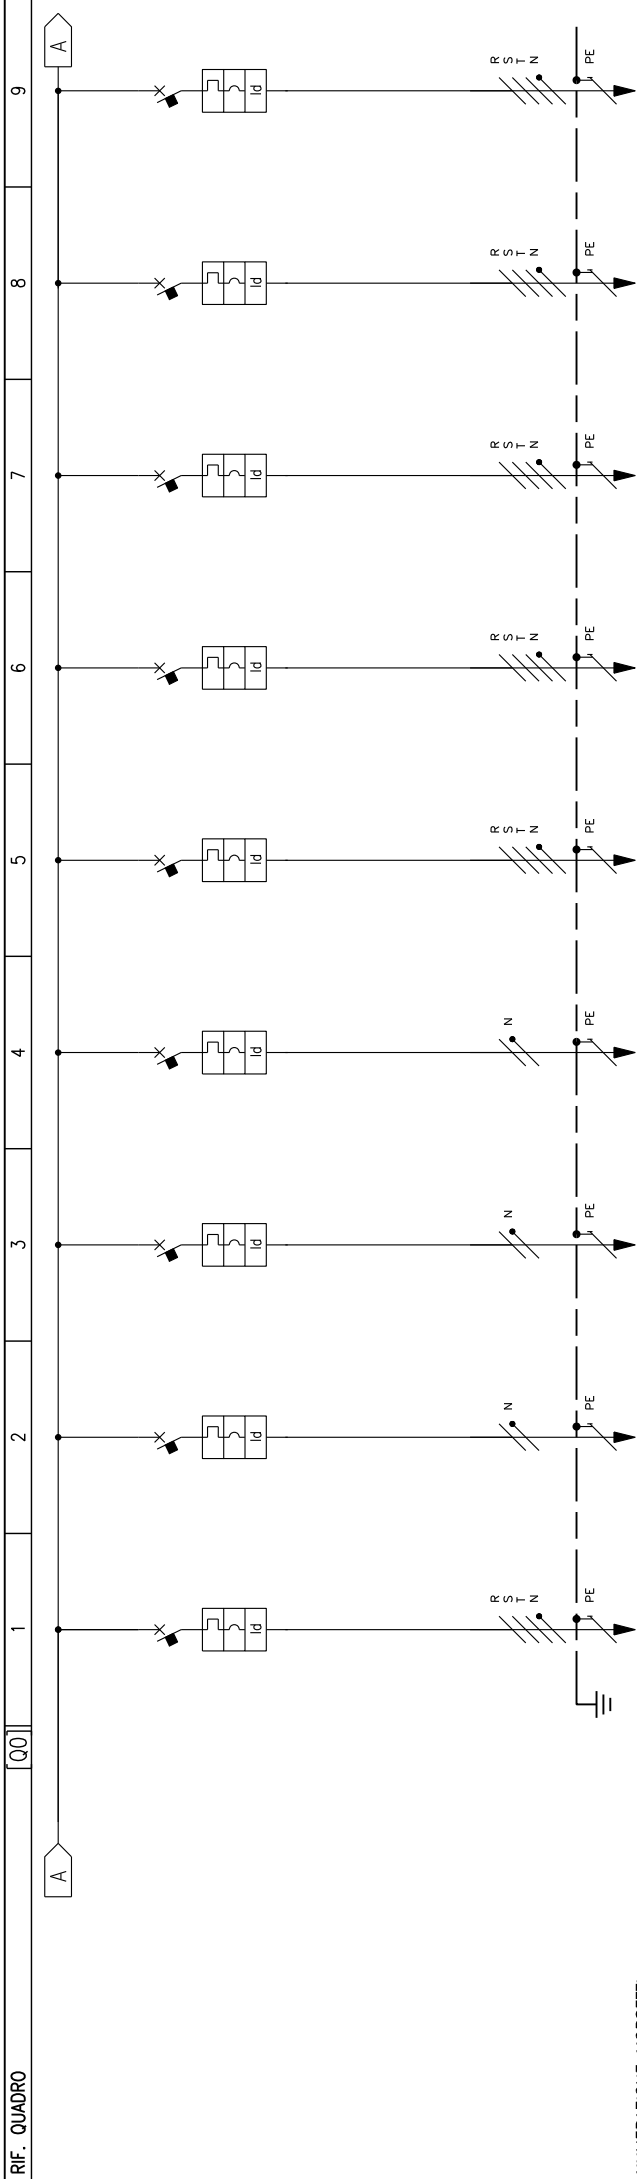 RIF. QUADRO [Q0] 1 2 3 4 5 6 7 8 9
A A
Id Id Id Id Id Id Id Id Id
R R R R R R
S N N N S S S S S
T T T T T T
N N N N N N
PE PE PE PE PE PE PE PE PE